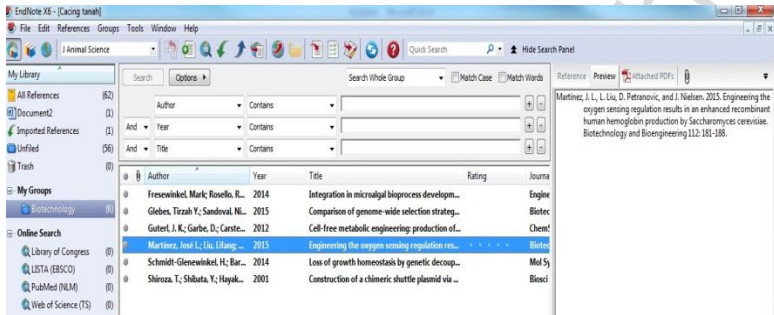 EndNote X6 - [Cacing tanah]
File Edit References Groups Tools Window Help
J Animal Science
Quick Search
Hide Search Panel
My Library
All References (62)
Document2 (1)
Imported References (1)
Unfiled (56)
Trash (0)
My Groups
Biotechnology (6)
Online Search
Library of Congress (0)
LISTA (EBSCO) (0)
PubMed (NLM) (0)
Web of Science (TS) (0)
Search Options Search Whole Group Match Case Match Words
Author Contains
And Year Contains
And Title Contains
Author Year Title Rating Journa
Fresewinkel, Mark; Rosello, R... 2014 Integration in microalgal bioprocess developm... Engine
Glebes, Tirzah Y.; Sandoval, Ni... 2015 Comparison of genome-wide selection strateg... Biotec
Guterl, J. K.; Garbe, D.; Carste... 2012 Cell-free metabolic engineering: production of... ChemS
Martínez, José L.; Liu, Lifang; ... 2015 Engineering the oxygen sensing regulation res... Biotec
Schmidt-Glenewinkel, H.; Bar... 2014 Loss of growth homeostasis by genetic decoup... Mol Sy
Shiroza, T.; Shibata, Y.; Hayak... 2001 Construction of a chimeric shuttle plasmid via ... Biosci
Reference Preview Attached PDFs
Martínez, J. L., L. Liu, D. Petranovic, and J. Nielsen. 2015. Engineering the
oxygen sensing regulation results in an enhanced recombinant
human hemoglobin production by Saccharomyces cerevisiae.
Biotechnology and Bioengineering 112: 181-188.